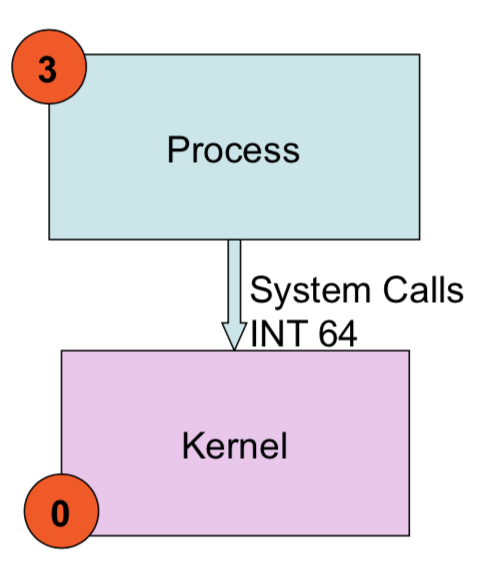 3
Process
System Calls
INT 64
Kernel
0